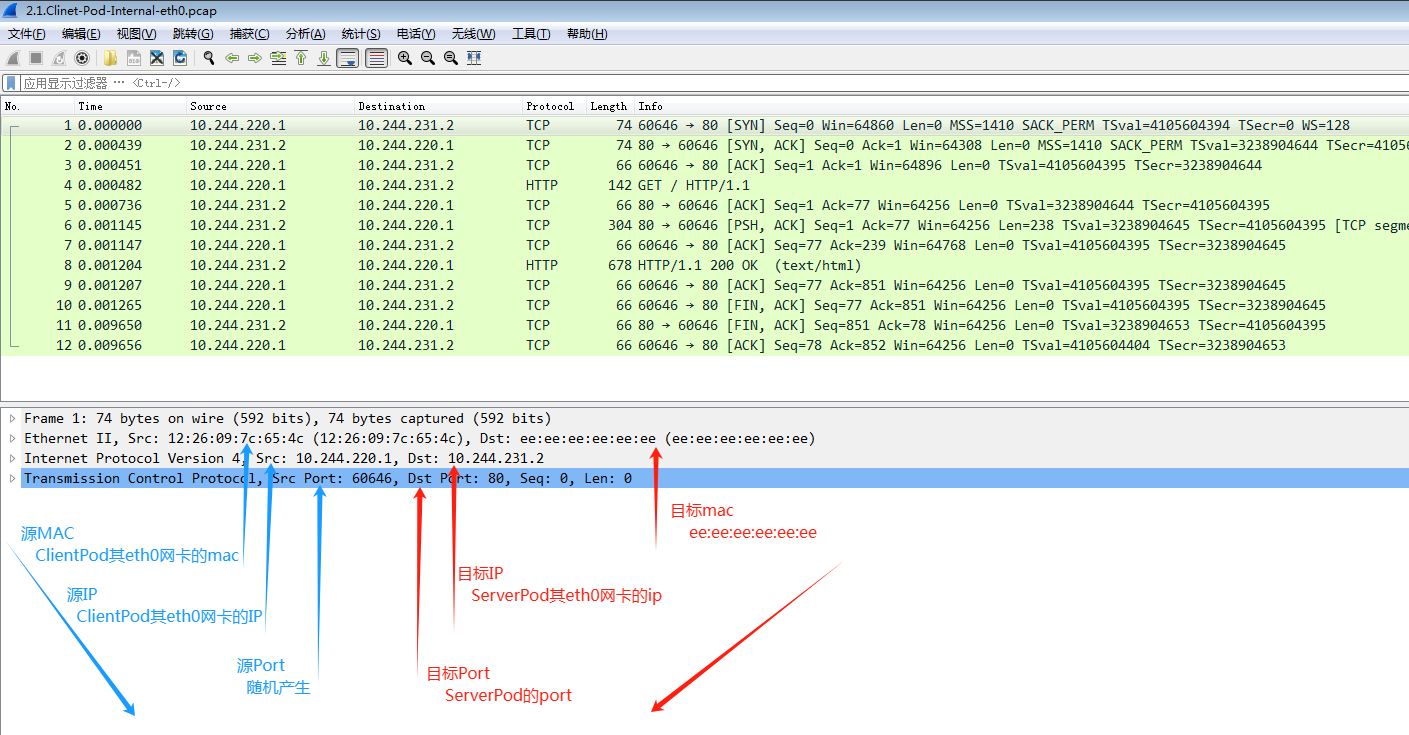 2.1.Clinet-Pod-Internal-eth0.pcap
文件(F) 编辑(E) 视图(V) 跳转(G) 捕获(C) 分析(A) 统计(S) 电话(Y) 无线(W) 工具(T) 帮助(H)
应用显示过滤器 … <Ctrl-/>
No. Time Source Destination Protocol Length Info
1 0.000000 10.244.220.1 10.244.231.2 TCP 74 60646 → 80 [SYN] Seq=0 Win=64860 Len=0 MSS=1410 SACK_PERM TSval=4105604394 TSecr=0 WS=128
2 0.000439 10.244.231.2 10.244.220.1 TCP 74 80 → 60646 [SYN, ACK] Seq=0 Ack=1 Win=64308 Len=0 MSS=1410 SACK_PERM TSval=3238904644 TSecr=4105
3 0.000451 10.244.220.1 10.244.231.2 TCP 66 60646 → 80 [ACK] Seq=1 Ack=1 Win=64896 Len=0 TSval=4105604395 TSecr=3238904644
4 0.000482 10.244.220.1 10.244.231.2 HTTP 142 GET / HTTP/1.1
5 0.000736 10.244.231.2 10.244.220.1 TCP 66 80 → 60646 [ACK] Seq=1 Ack=77 Win=64256 Len=0 TSval=3238904644 TSecr=4105604395
6 0.001145 10.244.231.2 10.244.220.1 TCP 304 80 → 60646 [PSH, ACK] Seq=1 Ack=77 Win=64256 Len=238 TSval=3238904645 TSecr=4105604395 [TCP segme
7 0.001147 10.244.220.1 10.244.231.2 TCP 66 60646 → 80 [ACK] Seq=77 Ack=239 Win=64768 Len=0 TSval=4105604395 TSecr=3238904645
8 0.001204 10.244.231.2 10.244.220.1 HTTP 678 HTTP/1.1 200 OK (text/html)
9 0.001207 10.244.220.1 10.244.231.2 TCP 66 60646 → 80 [ACK] Seq=77 Ack=851 Win=64256 Len=0 TSval=4105604395 TSecr=3238904645
10 0.001265 10.244.220.1 10.244.231.2 TCP 66 60646 → 80 [FIN, ACK] Seq=77 Ack=851 Win=64256 Len=0 TSval=4105604395 TSecr=3238904645
11 0.009650 10.244.231.2 10.244.220.1 TCP 66 80 → 60646 [FIN, ACK] Seq=851 Ack=78 Win=64256 Len=0 TSval=3238904653 TSecr=4105604395
12 0.009656 10.244.220.1 10.244.231.2 TCP 66 60646 → 80 [ACK] Seq=78 Ack=852 Win=64256 Len=0 TSval=4105604404 TSecr=3238904653
Frame 1: 74 bytes on wire (592 bits), 74 bytes captured (592 bits)
Ethernet II, Src: 12:26:09:7c:65:4c (12:26:09:7c:65:4c), Dst: ee:ee:ee:ee:ee:ee (ee:ee:ee:ee:ee:ee)
Internet Protocol Version 4, Src: 10.244.220.1, Dst: 10.244.231.2
Transmission Control Protocol, Src Port: 60646, Dst Port: 80, Seq: 0, Len: 0
源MAC
ClientPod其eth0网卡的mac
源IP
ClientPod其eth0网卡的IP
源Port
随机产生
目标mac
ee:ee:ee:ee:ee:ee
目标IP
ServerPod其eth0网卡的ip
目标Port
ServerPod的port